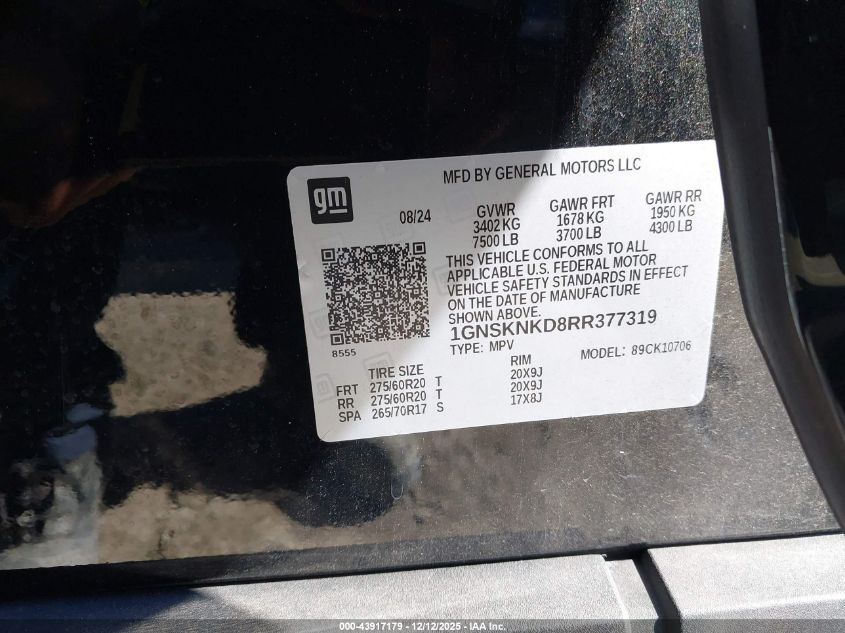 gm
MFD BY GENERAL MOTORS LLC
08/24
GVWR
3402 KG
7500 LB
GAWR FRT
1678 KG
3700 LB
GAWR RR
1950 KG
4300 LB
THIS VEHICLE CONFORMS TO ALL
APPLICABLE U.S. FEDERAL MOTOR
VEHICLE SAFETY STANDARDS IN EFFECT
ON THE DATE OF MANUFACTURE
SHOWN ABOVE.
1GNSKNKD8RR377319
8555
TYPE: MPV
MODEL: 89CK10706
TIRE SIZE RIM
FRT 275/60R20 T 20X9J
RR 275/60R20 T 20X9J
SPA 265/70R17 S 17X8J
000-43917179 - 12/12/2025 - IAA Inc.